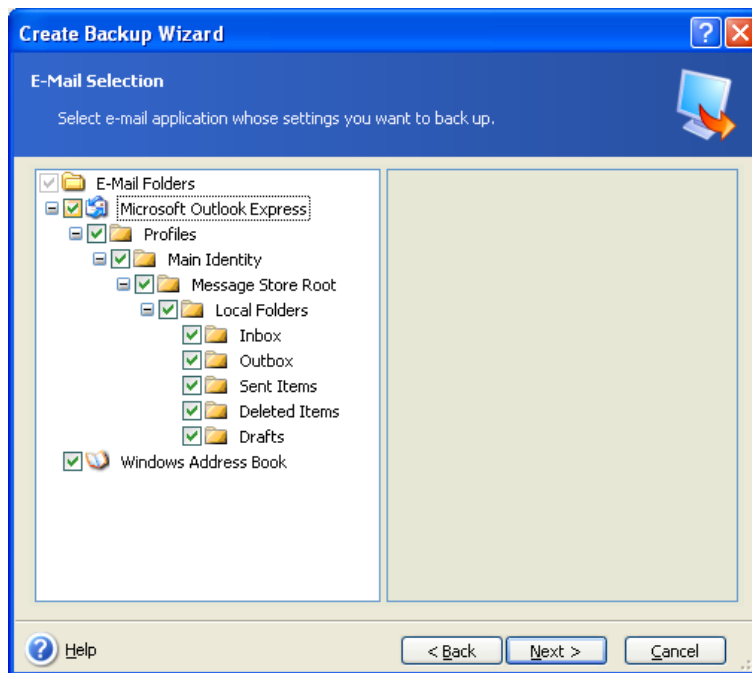 Create Backup Wizard
E-Mail Selection
Select e-mail application whose settings you want to back up.
E-Mail Folders
Microsoft Outlook Express
Profiles
Main Identity
Message Store Root
Local Folders
Inbox
Outbox
Sent Items
Deleted Items
Drafts
Windows Address Book
Help
< Back
Next >
Cancel